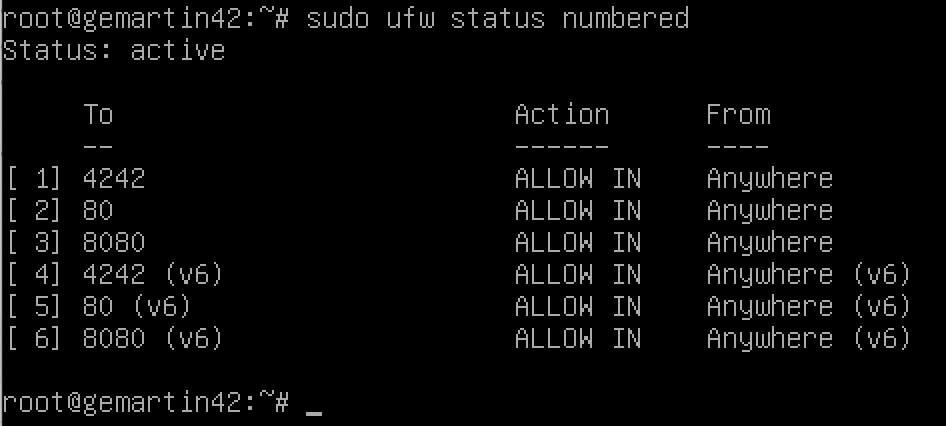 root@gemartin42:~# sudo ufw status numbered
Status: active
To Action From
-- ------ ----
[ 1] 4242 ALLOW IN Anywhere
[ 2] 80 ALLOW IN Anywhere
[ 3] 8080 ALLOW IN Anywhere
[ 4] 4242 (v6) ALLOW IN Anywhere (v6)
[ 5] 80 (v6) ALLOW IN Anywhere (v6)
[ 6] 8080 (v6) ALLOW IN Anywhere (v6)
root@gemartin42:~# _